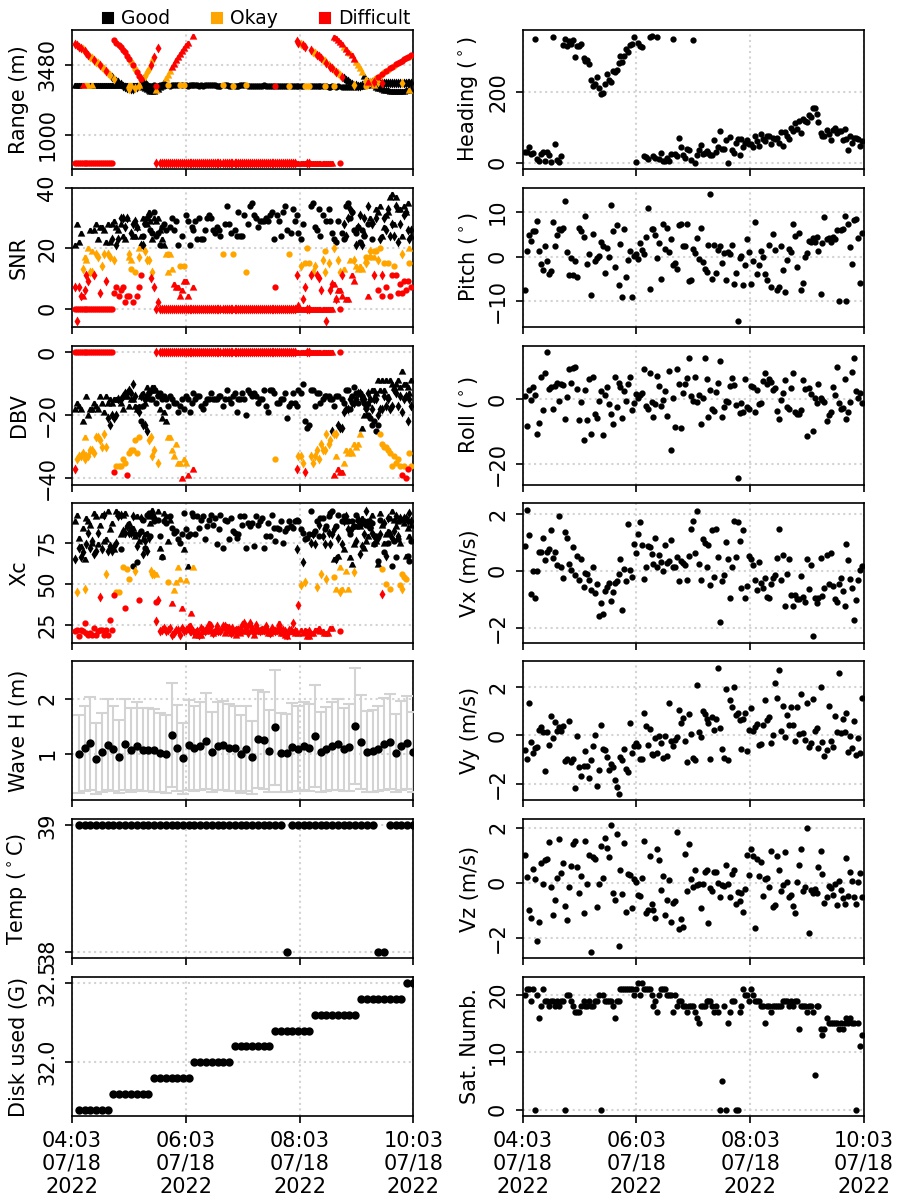 Good Okay Difficult
Range (m)
3480
1000
Heading (°)
200
0
SNR
40
20
0
Pitch (°)
10
0
−10
DBV
0
−20
−40
Roll (°)
0
−20
Xc
75
50
25
Vx (m/s)
2
0
−2
Wave H (m)
2
1
Vy (m/s)
2
0
−2
Temp (°C)
39
38
Vz (m/s)
2
0
−2
Disk used (G)
32.0
Sat. Numb.
20
10
0
04:03 06:03 08:03 10:03 04:03 06:03 08:03 10:03
07/18 07/18 07/18 07/18 07/18 07/18 07/18 07/18
2022 2022 2022 2022 2022 2022 2022 2022